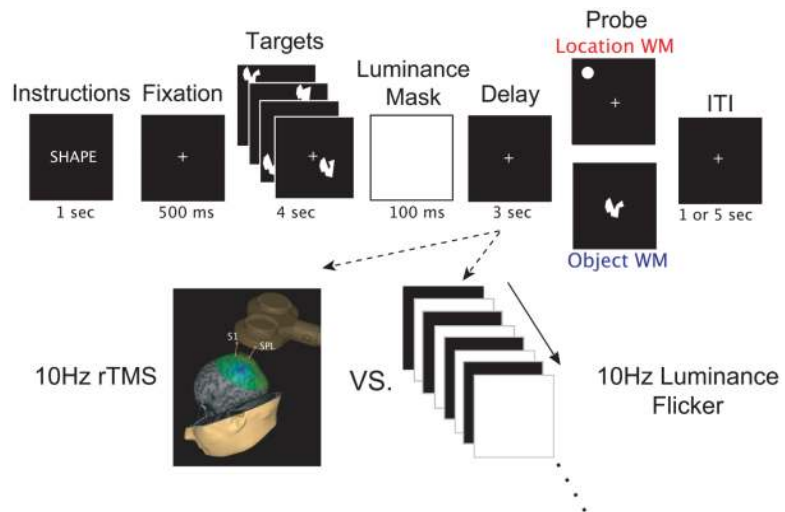 Probe
Location WM
Targets
Luminance
Mask
Instructions
Fixation
Delay
ITI
SHAPE
1 sec
500 ms
4 sec
100 ms
3 sec
1 or 5 sec
Object WM
S1
SPL
10Hz rTMS
VS.
10Hz Luminance
Flicker